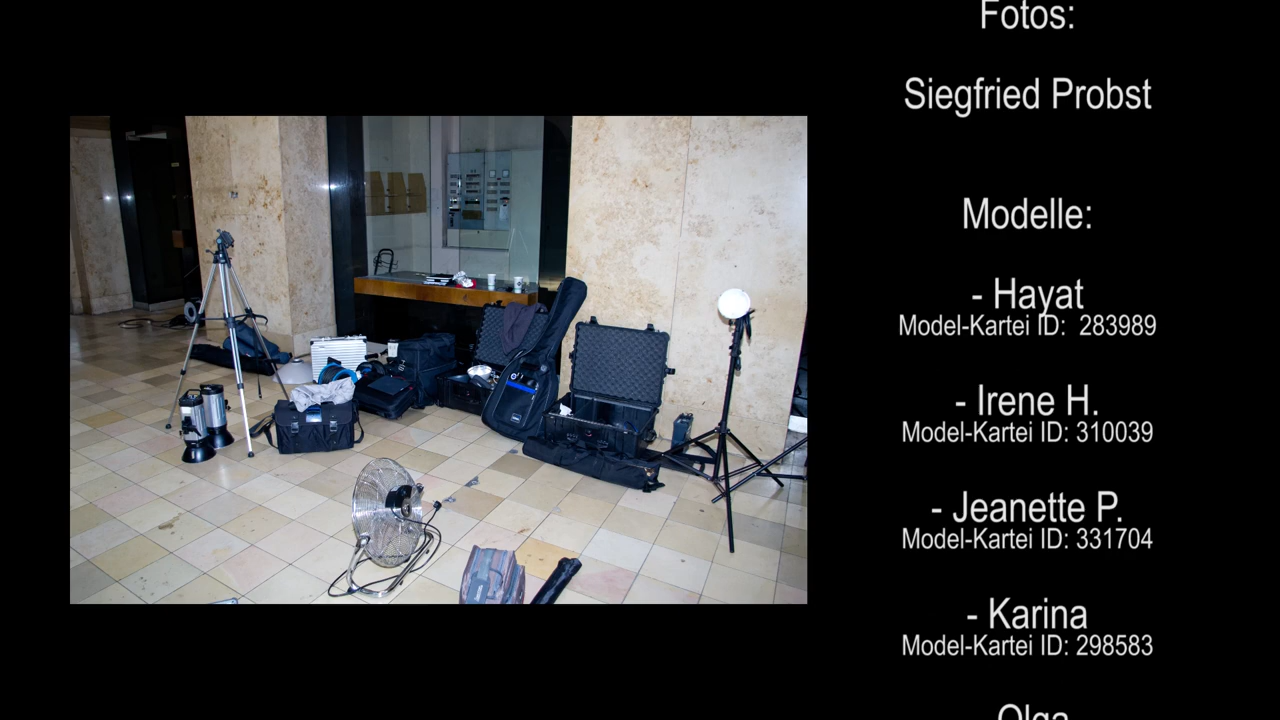 Fotos:
Siegfried Probst
Modelle:
- Hayat
Model-Kartei ID: 283989
- Irene H.
Model-Kartei ID: 310039
- Jeanette P.
Model-Kartei ID: 331704
- Karina
Model-Kartei ID: 298583
Olga